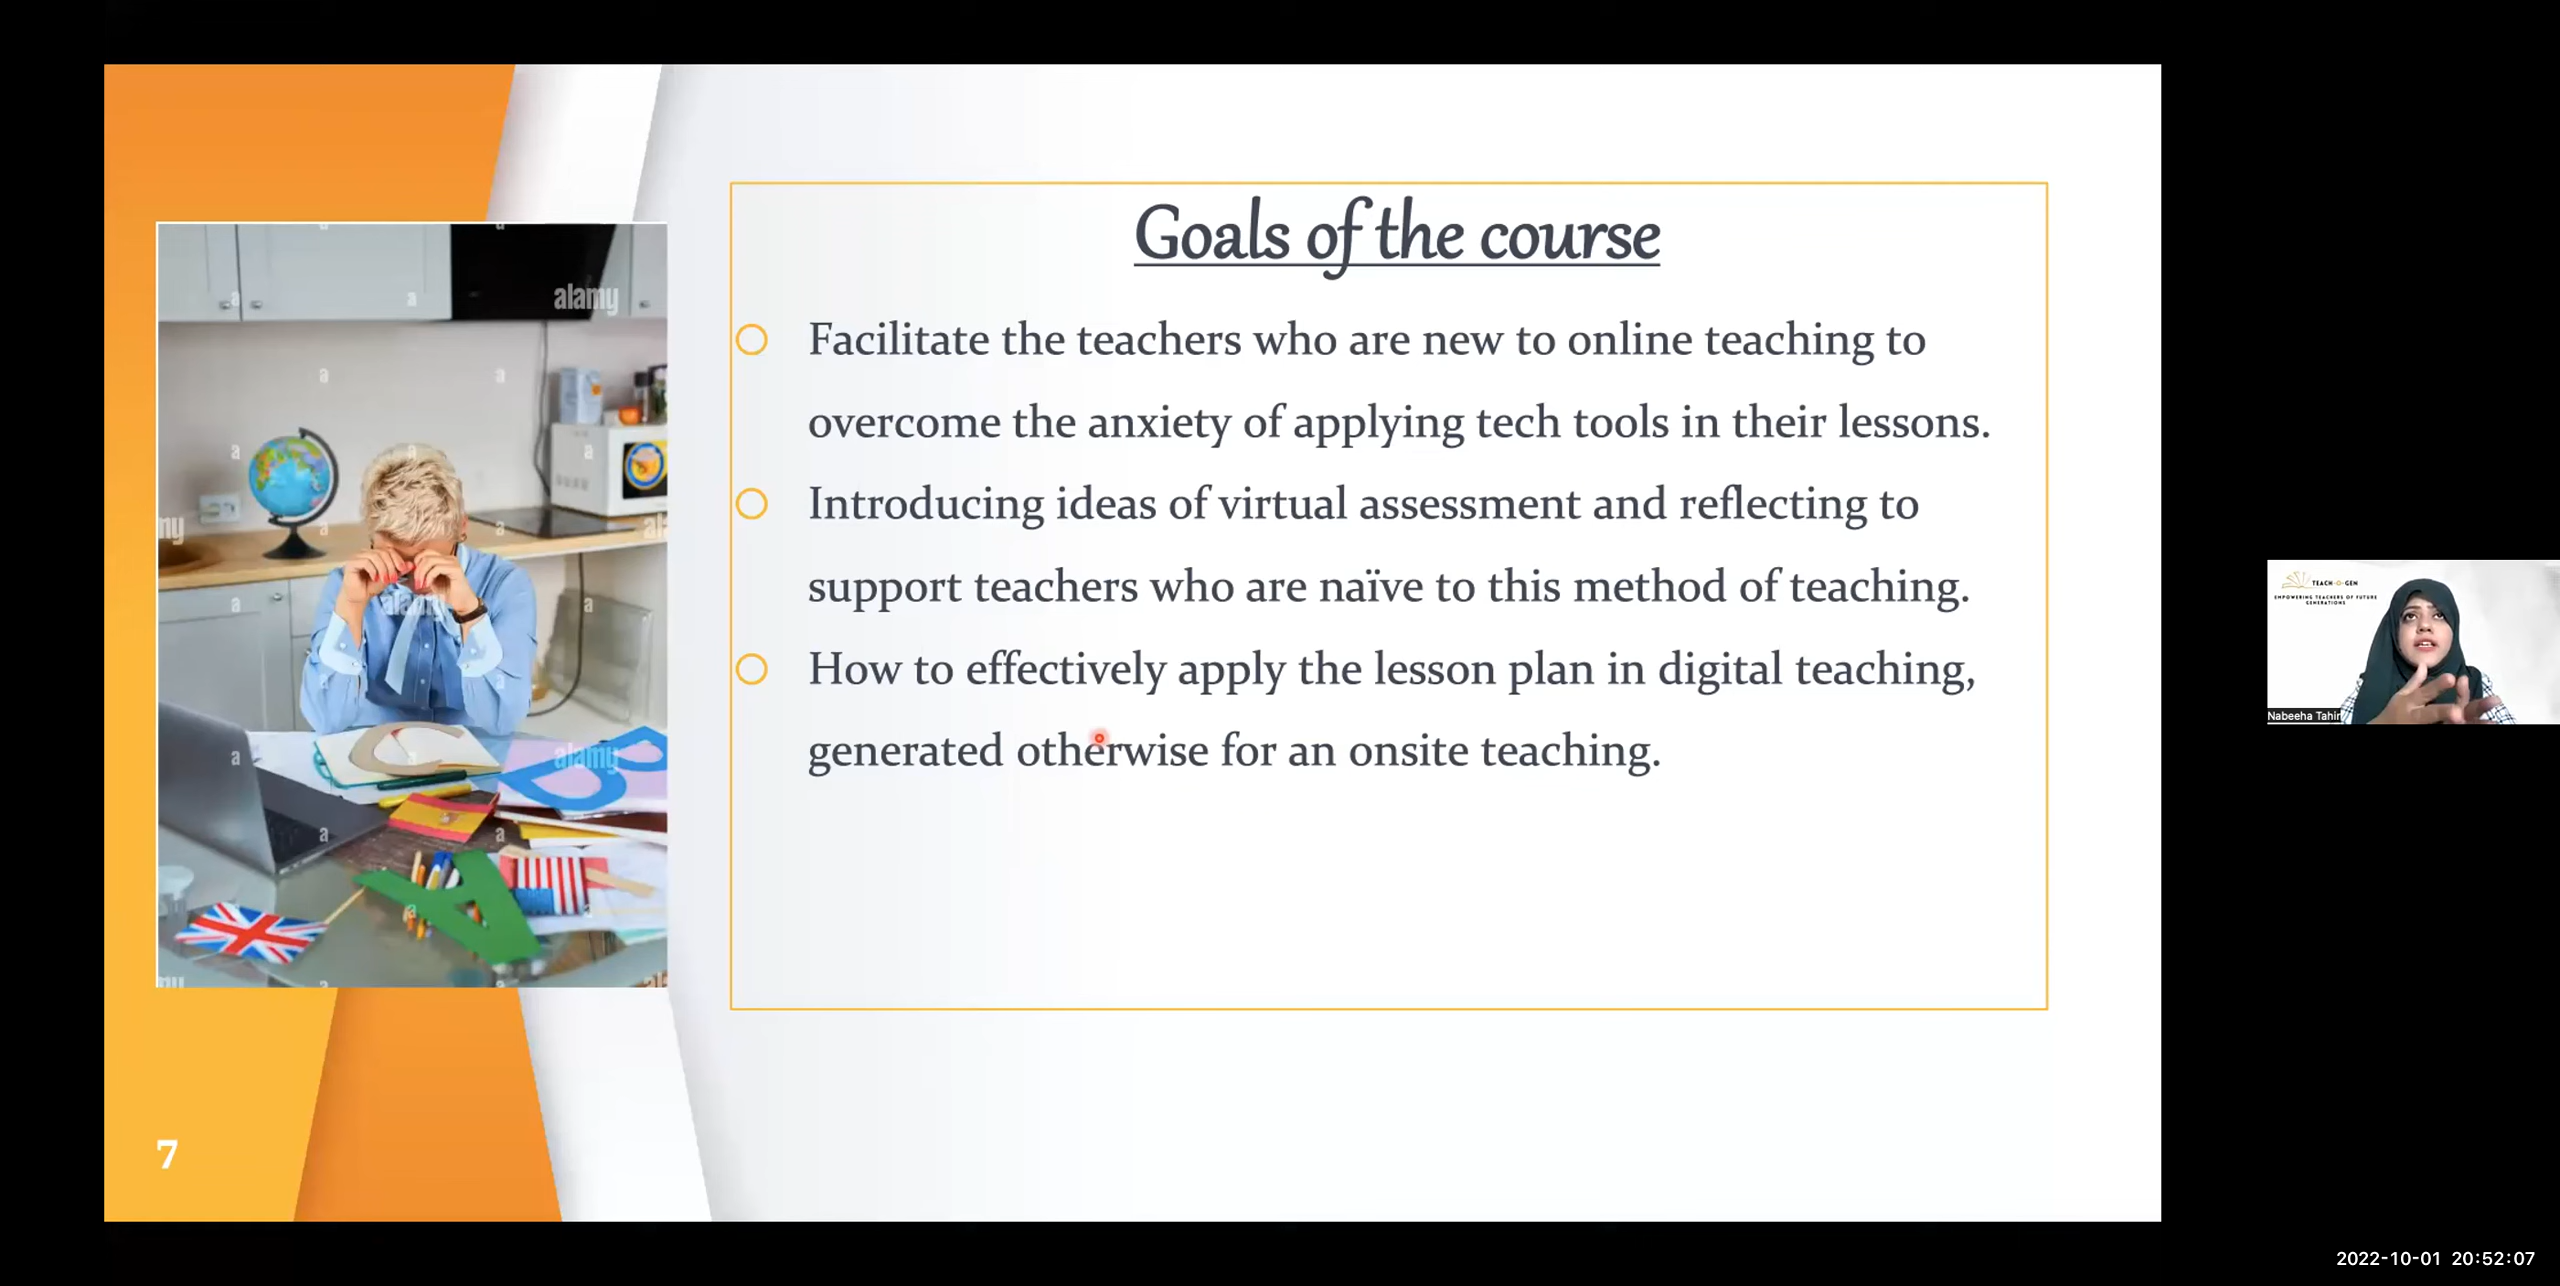 Goals of the course
Facilitate the teachers who are new to online teaching to
overcome the anxiety of applying tech tools in their lessons.
Introducing ideas of virtual assessment and reflecting to
support teachers who are naïve to this method of teaching.
How to effectively apply the lesson plan in digital teaching,
generated otherwise for an onsite teaching.
alamy
a
alamy
C
B
alamy
A
7
TEACH-O-GEN
EMPOWERING TEACHERS OF FUTURE
GENERATIONS
Nabeeha Tahir
2022-10-01 20:52:07